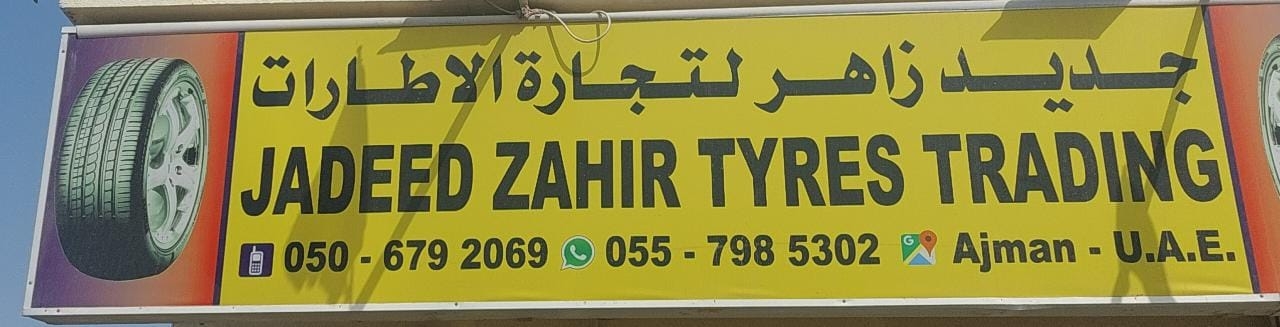 جديد زاهر لتجارة الاطارات
JADEED ZAHIR TYRES TRADING
050 - 679 2069 055 - 798 5302 Ajman - U.A.E.